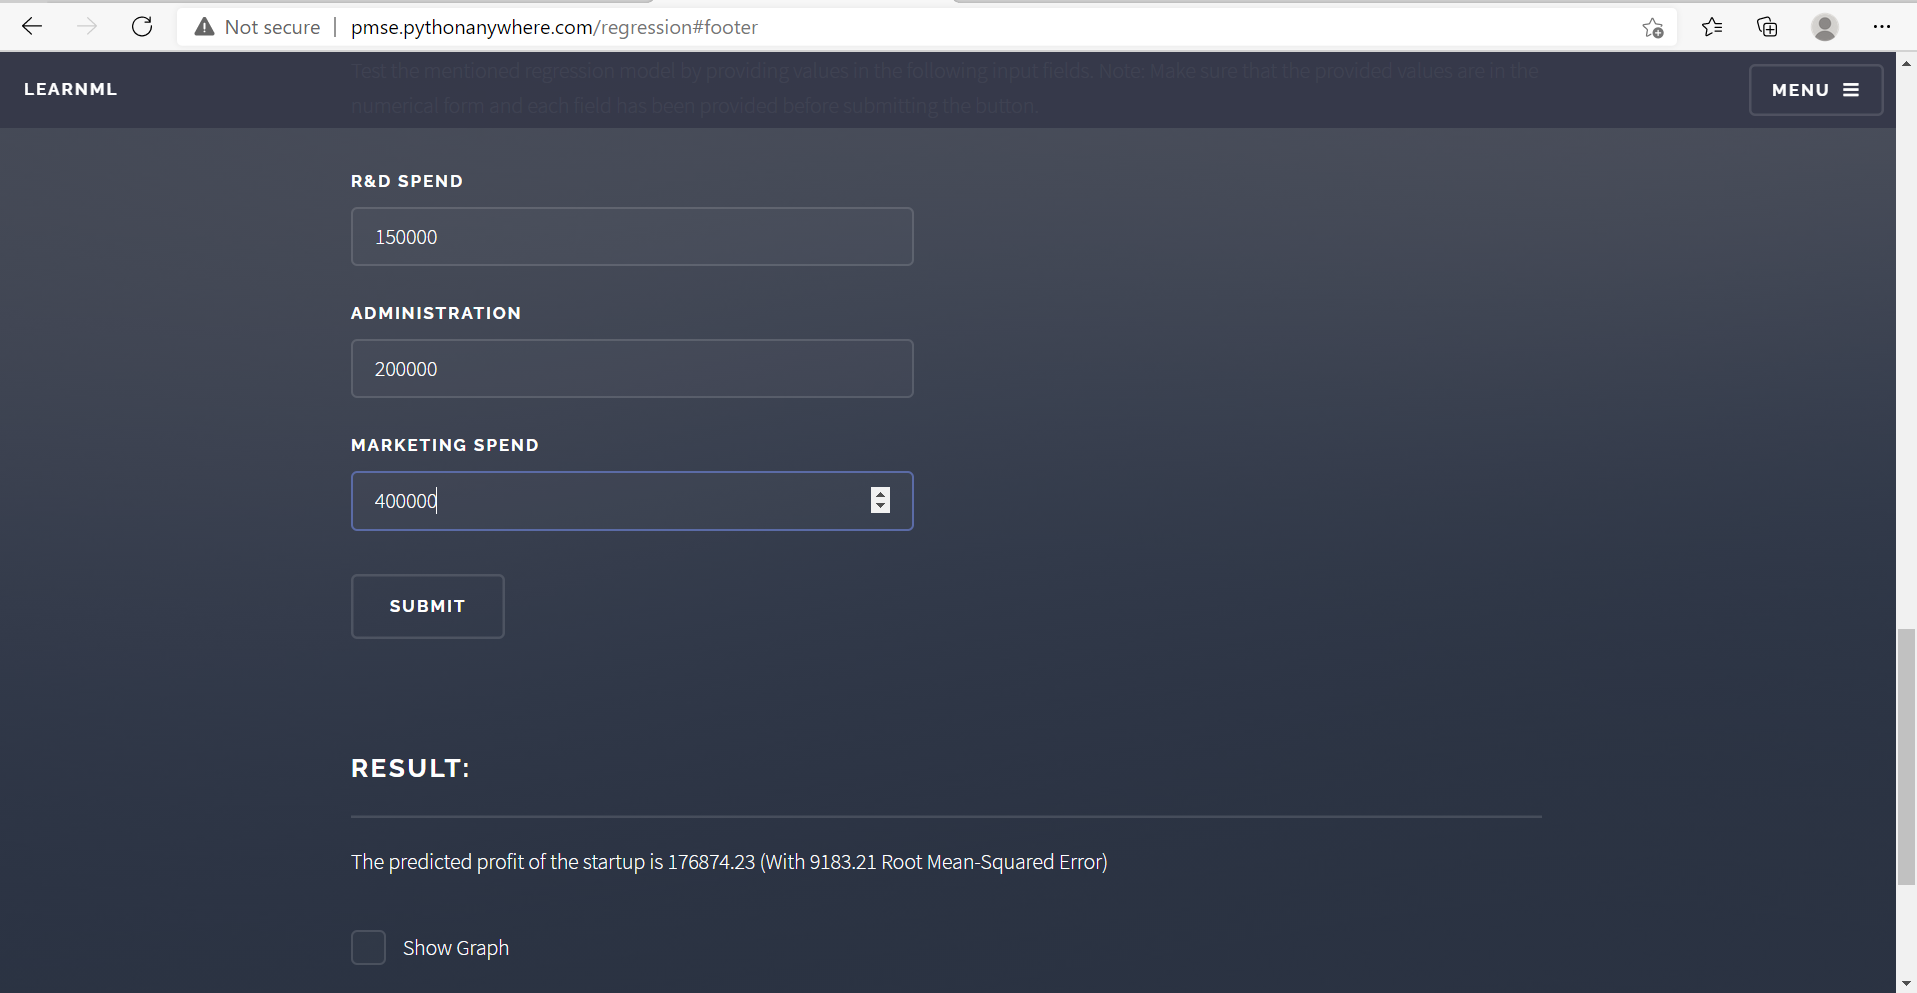 Not secure | pmse.pythonanywhere.com/regression#footer
Test the mentioned regression model by providing values in the following input fields. Note: Make sure that the provided values are in the
numerical form and each field has been provided before submitting the button.
LEARNML
MENU
R&D SPEND
150000
ADMINISTRATION
200000
MARKETING SPEND
400000
SUBMIT
RESULT:
The predicted profit of the startup is 176874.23 (With 9183.21 Root Mean-Squared Error)
Show Graph